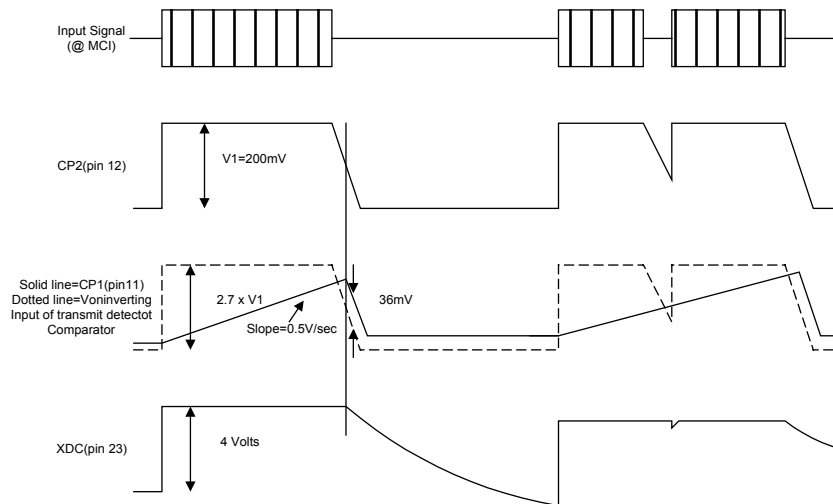 Input Signal
(@ MCI)
CP2(pin 12)
V1=200mV
Solid line=CP1(pin11)
Dotted line=Voninverting
Input of transmit detectot
Comparator
2.7 x V1
Slope=0.5V/sec
36mV
XDC(pin 23)
4 Volts